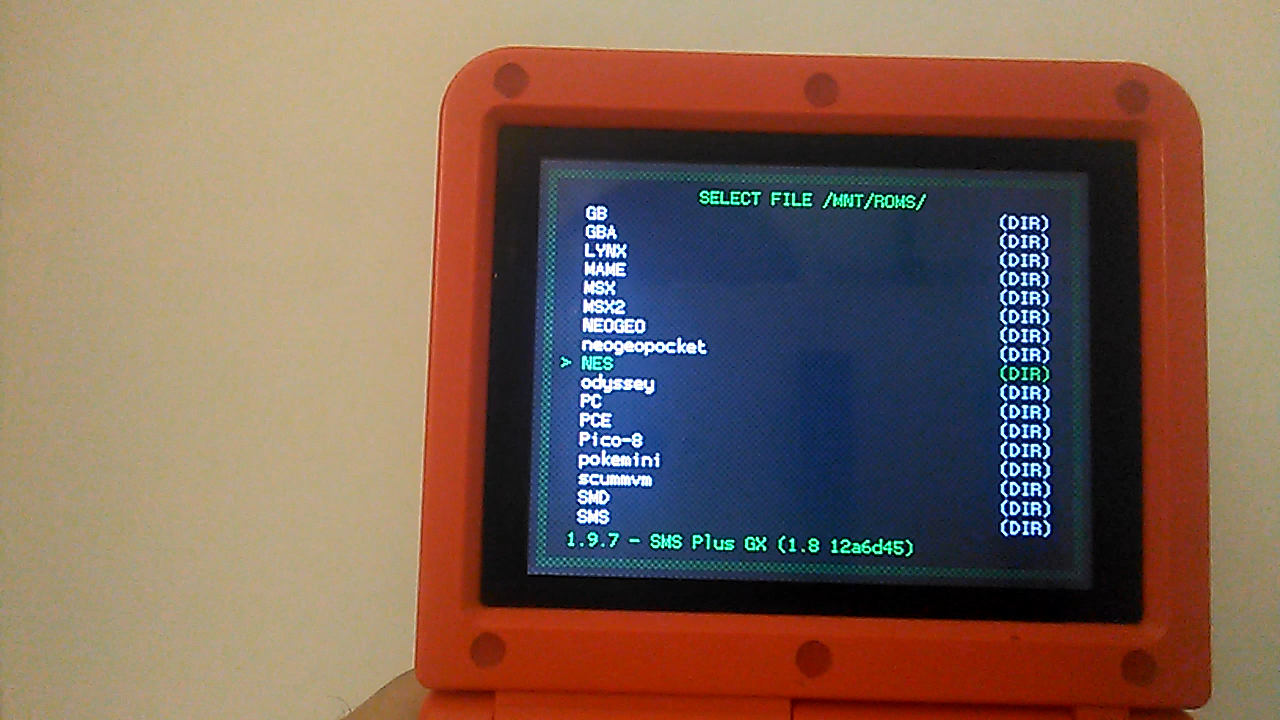 SELECT FILE /MNT/ROMS/
GB (DIR)
GBA (DIR)
LYNX (DIR)
MAME (DIR)
MSX (DIR)
MSX2 (DIR)
NEOGEO (DIR)
neogeopocket (DIR)
> NES (DIR)
odyssey (DIR)
PC (DIR)
PCE (DIR)
Pico-8 (DIR)
pokemini (DIR)
scummvm (DIR)
SMD (DIR)
SMS (DIR)
1.9.7 - SMS Plus GX (1.8 12a6d45)